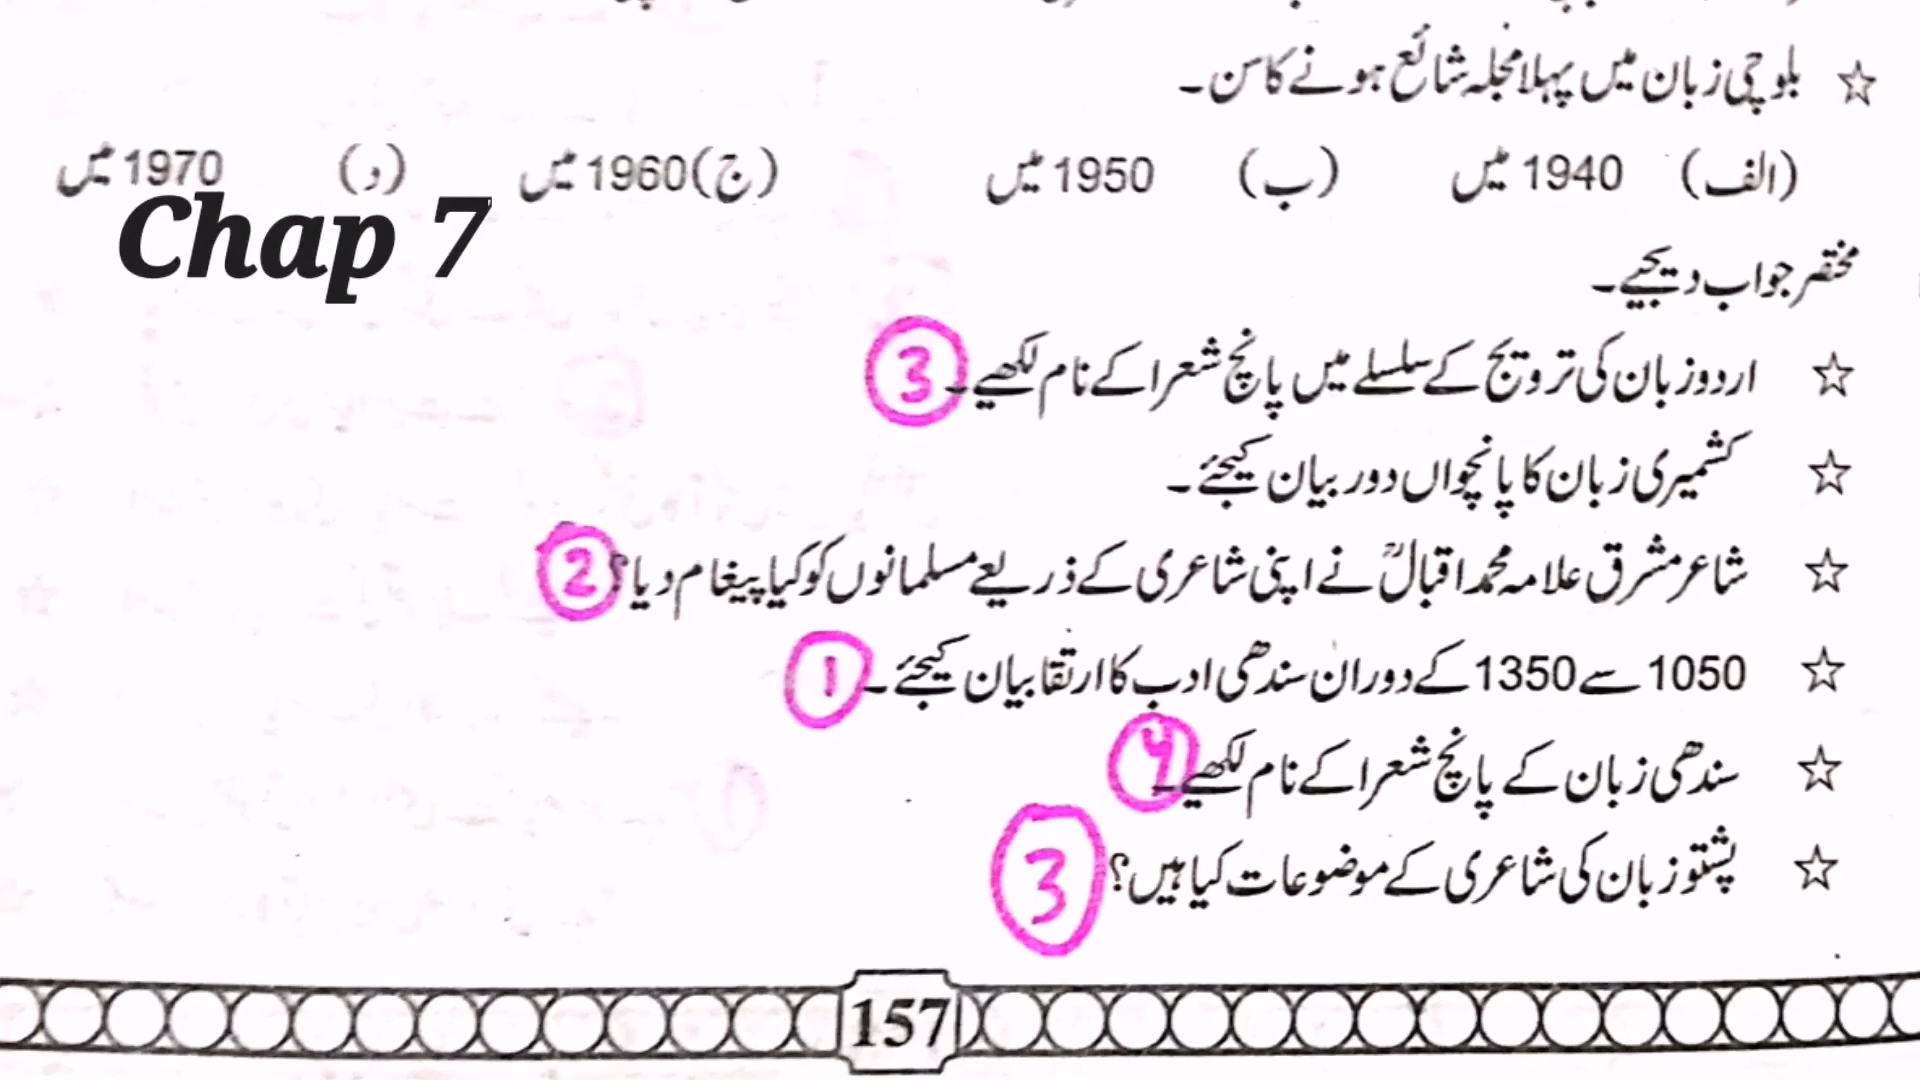 ☆ بلوچی زبان میں پہلا مجلہ شائع ہونے کا سن۔
(الف) 1940 میں (ب) 1950 میں (ج) 1960 میں (د) 1970 میں
Chap 7
مختصر جواب دیجیے۔
☆ اردو زبان کی ترویج کے سلسلے میں پانچ شعرا کے نام لکھیے۔ 3
☆ کشمیری زبان کا پانچواں دور بیان کیجئے۔
☆ شاعر مشرق علامہ محمد اقبالؒ نے اپنی شاعری کے ذریعے مسلمانوں کو کیا پیغام دیا؟ 2
☆ 1050 سے 1350 کے دوران سندھی ادب کا ارتقا بیان کیجئے۔ 1
☆ سندھی زبان کے پانچ شعرا کے نام لکھیے۔ 4
☆ پشتو زبان کی شاعری کے موضوعات کیا ہیں؟ 3
157